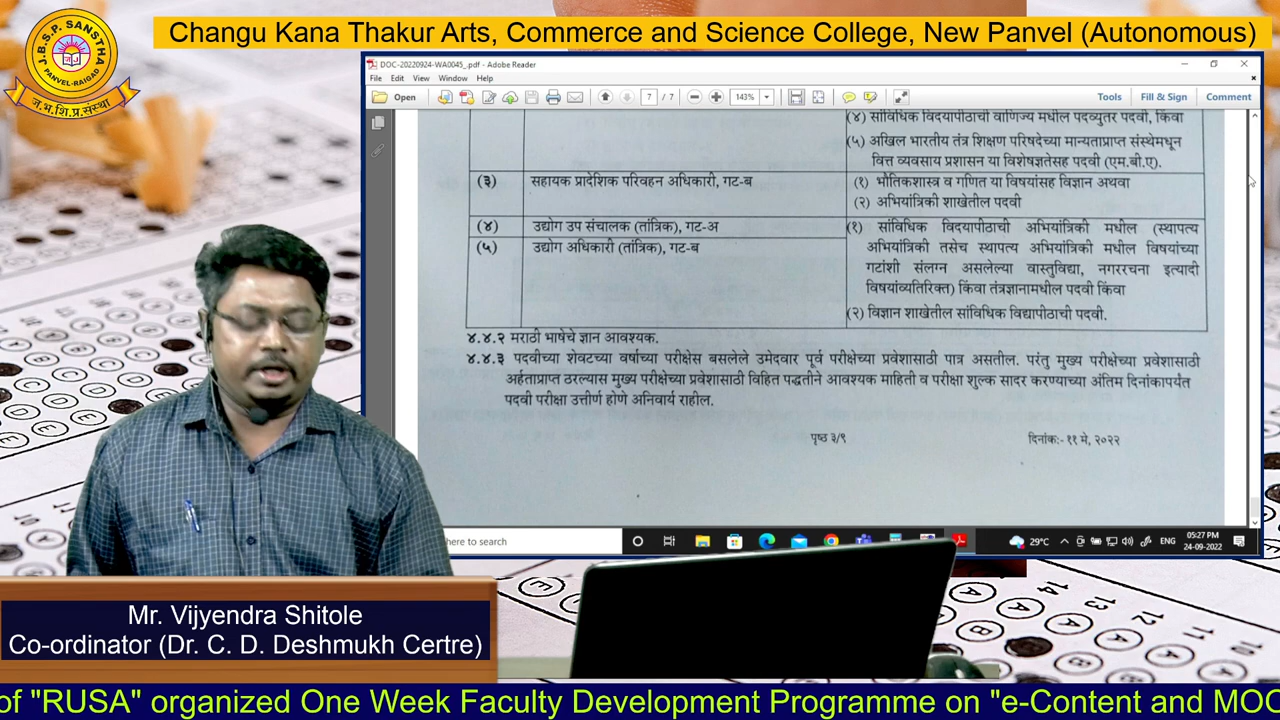 Changu Kana Thakur Arts, Commerce and Science College, New Panvel (Autonomous)
J.B.S.P. SANSTHA
PANVEL-RAIGAD
ज.भ.शि.प्र.संस्था
DOC-20220924-WA0045_.pdf - Adobe Reader
File Edit View Window Help
Open 7 / 7 143% Tools Fill & Sign Comment
(४) सांविधिक विदयापीठाची वाणिज्य मधील पदव्युतर पदवी, किंवा
(५) अखिल भारतीय तंत्र शिक्षण परिषदेच्या मान्यताप्राप्त संस्थेमधून
वित्त व्यवसाय प्रशासन या विशेषज्ञतेसह पदवी (एम.बी.ए).
(३) सहायक प्रादेशिक परिवहन अधिकारी, गट-ब
(१) भौतिकशास्त्र व गणित या विषयांसह विज्ञान अथवा
(२) अभियांत्रिकी शाखेतील पदवी
(४) उद्योग उप संचालक (तांत्रिक), गट-अ
(५) उद्योग अधिकारी (तांत्रिक), गट-ब
(१) सांविधिक विदयापीठाची अभियांत्रिकी मधील (स्थापत्य
अभियांत्रिकी तसेच स्थापत्य अभियांत्रिकी मधील विषयांच्या
गटांशी संलग्न असलेल्या वास्तुविद्या, नगररचना इत्यादी
विषयांव्यतिरिक्त) किंवा तंत्रज्ञानामधील पदवी किंवा
(२) विज्ञान शाखेतील सांविधिक विद्यापीठाची पदवी.
४.४.२ मराठी भाषेचे ज्ञान आवश्यक.
४.४.३ पदवीच्या शेवटच्या वर्षाच्या परीक्षेस बसलेले उमेदवार पूर्व परीक्षेच्या प्रवेशासाठी पात्र असतील. परंतु मुख्य परीक्षेच्या प्रवेशासाठी
अर्हताप्राप्त ठरल्यास मुख्य परीक्षेच्या प्रवेशासाठी विहित पद्धतीने आवश्यक माहिती व परीक्षा शुल्क सादर करण्याच्या अंतिम दिनांकापर्यंत
पदवी परीक्षा उत्तीर्ण होणे अनिवार्य राहील.
पृष्ठ ३/९ दिनांक:- ११ मे, २०२२
here to search
29°C ENG 05:27 PM
24-09-2022
Mr. Vijyendra Shitole
Co-ordinator (Dr. C. D. Deshmukh Certre)
of "RUSA" organized One Week Faculty Development Programme on "e-Content and MOO